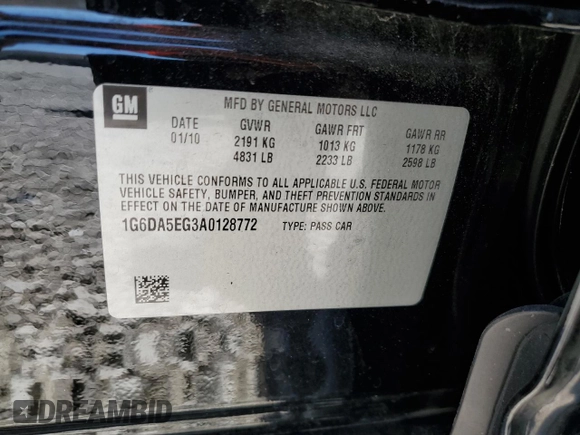 GM
MFD BY GENERAL MOTORS LLC
DATE GVWR GAWR FRT GAWR RR
01/10 2191 KG 1013 KG 1178 KG
4831 LB 2233 LB 2598 LB
THIS VEHICLE CONFORMS TO ALL APPLICABLE U.S. FEDERAL MOTOR
VEHICLE SAFETY, BUMPER, AND THEFT PREVENTION STANDARDS IN
EFFECT ON THE DATE OF MANUFACTURE SHOWN ABOVE.
1G6DA5EG3A0128772 TYPE: PASS CAR
DREAMBID